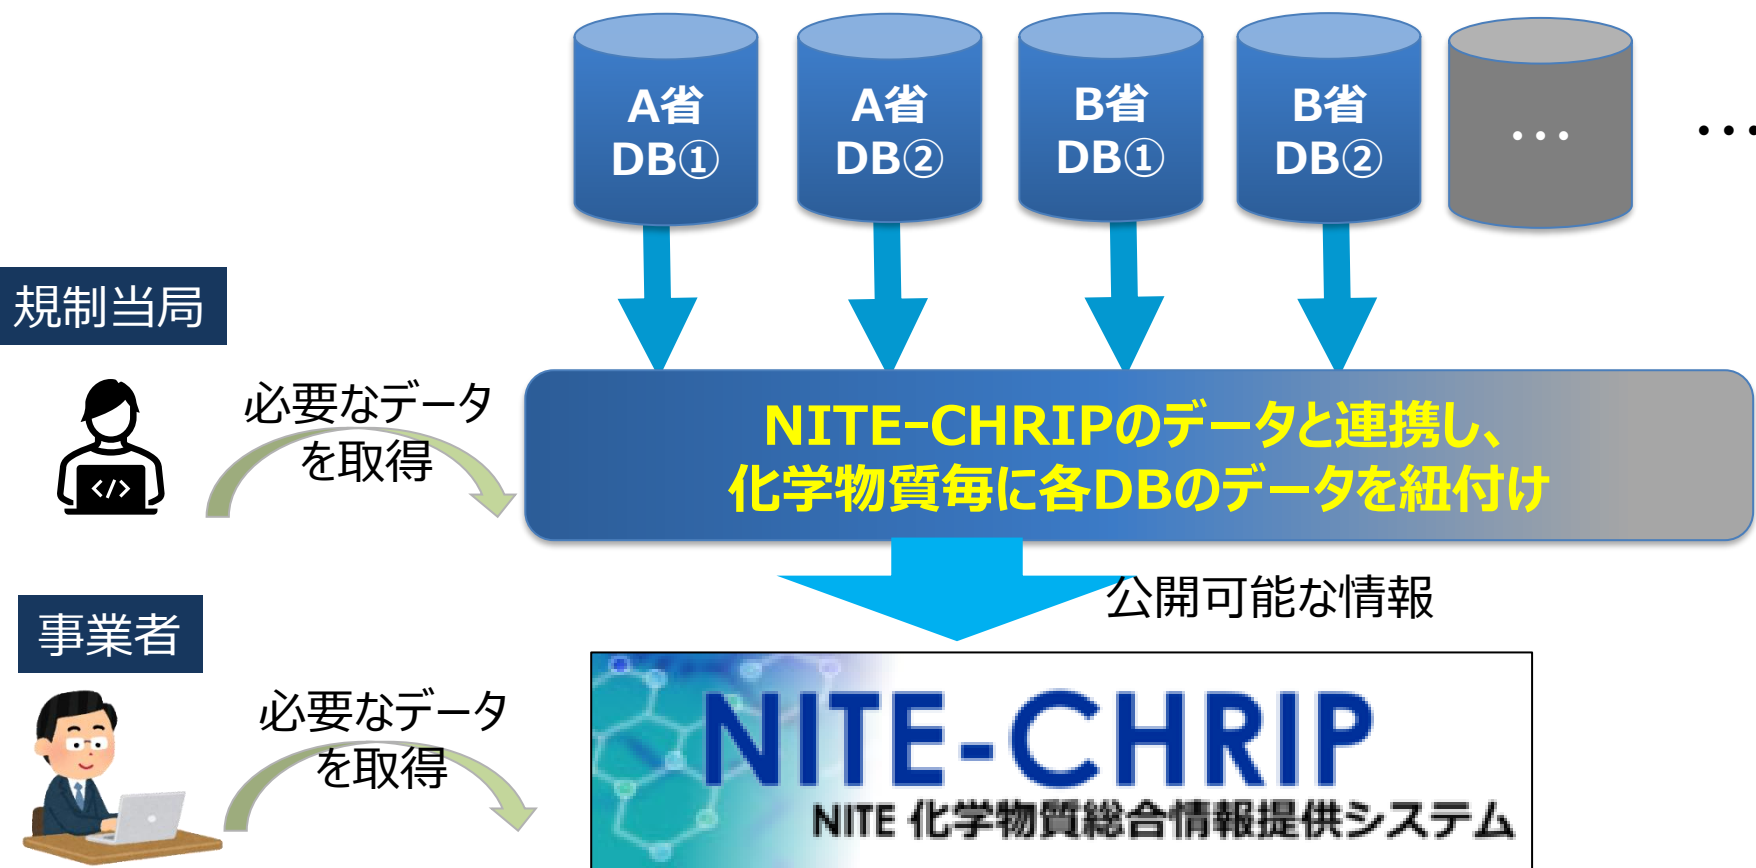 A省
DB①
A省
DB②
B省
DB①
B省
DB②
・・・
・・・
規制当局
必要なデータ
を取得
</>
NITE-CHRIPのデータと連携し、
化学物質毎に各DBのデータを紐付け
公開可能な情報
事業者
必要なデータ
を取得
NITE-CHRIP
NITE 化学物質総合情報提供システム